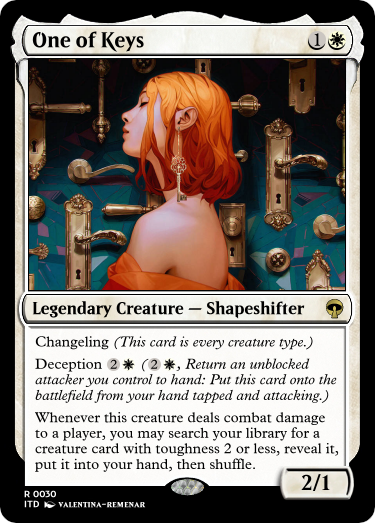 One of Keys
1
Legendary Creature — Shapeshifter
Changeling (This card is every creature type.)
Deception 2 (2, Return an unblocked
attacker you control to hand: Put this card onto the
battlefield from your hand tapped and attacking.)
Whenever this creature deals combat damage
to a player, you may search your library for a
creature card with toughness 2 or less, reveal it,
put it into your hand, then shuffle.
2/1
R 0030
ITD VALENTINA-REMENAR